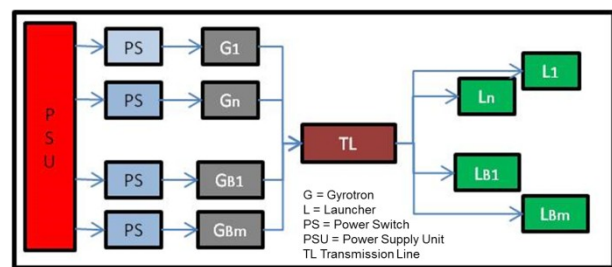 PSU
PS
G1
PS
Gn
PS
GB1
PS
GBm
TL
L1
Ln
LB1
LBm
G = Gyrotron
L = Launcher
PS = Power Switch
PSU = Power Supply Unit
TL Transmission Line